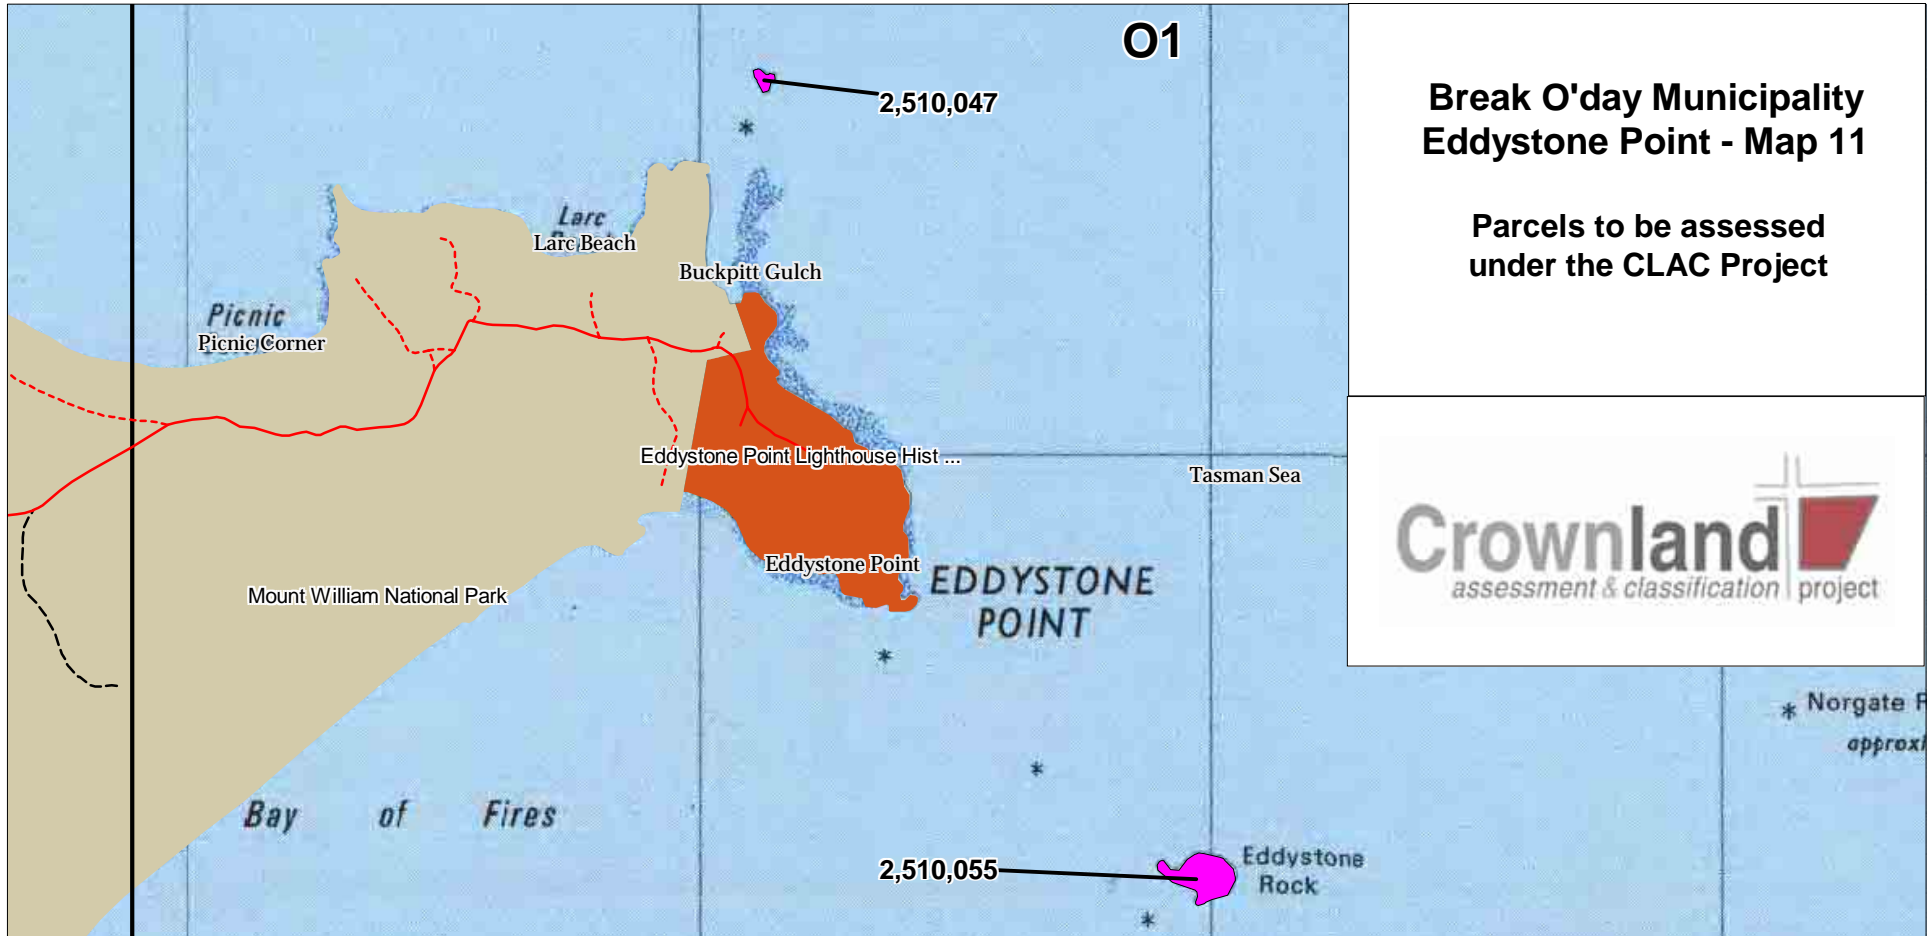 O1
Break O'day Municipality
Eddystone Point - Map 11
Parcels to be assessed
under the CLAC Project
2,510,047
Larc
Larc Beach
Buckpitt Gulch
Picnic
Picnic Corner
Eddystone Point Lighthouse Hist ...
Tasman Sea
Crownland
assessment & classification project
Eddystone Point
EDDYSTONE
POINT
Mount William National Park
Norgate
Bay of Fires
2,510,055
Eddystone
Rock